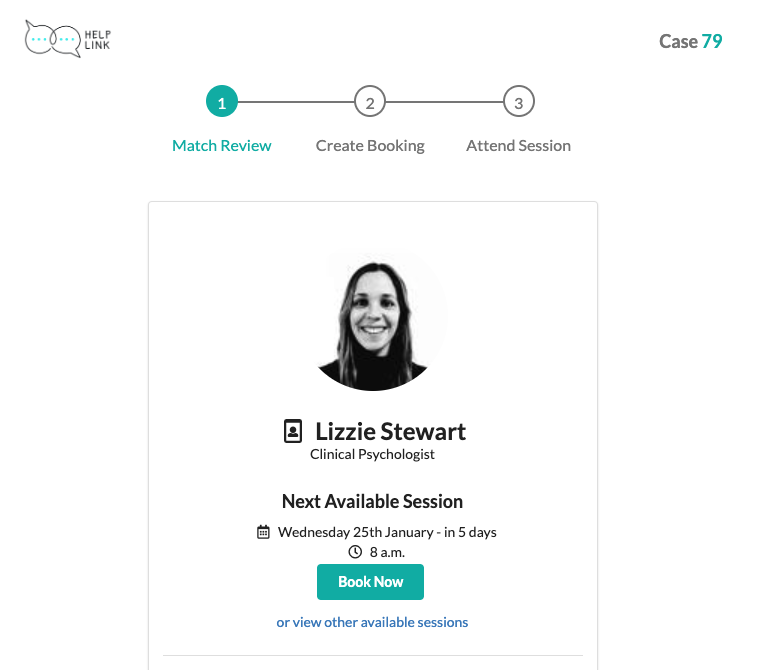 HELP
LINK
Case 79
1
2
3
Match Review
Create Booking
Attend Session
Lizzie Stewart
Clinical Psychologist
Next Available Session
Wednesday 25th January - in 5 days
8 a.m.
Book Now
or view other available sessions